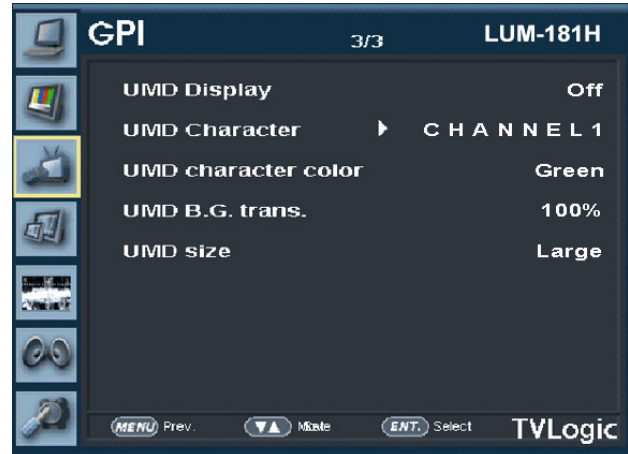 GPI 3/3 LUM-181H
UMD Display Off
UMD Character CHANNEL1
UMD character color Green
UMD B.G. trans. 100%
UMD size Large
MENU Prev. ▼▲ ENT. Select TVLogic